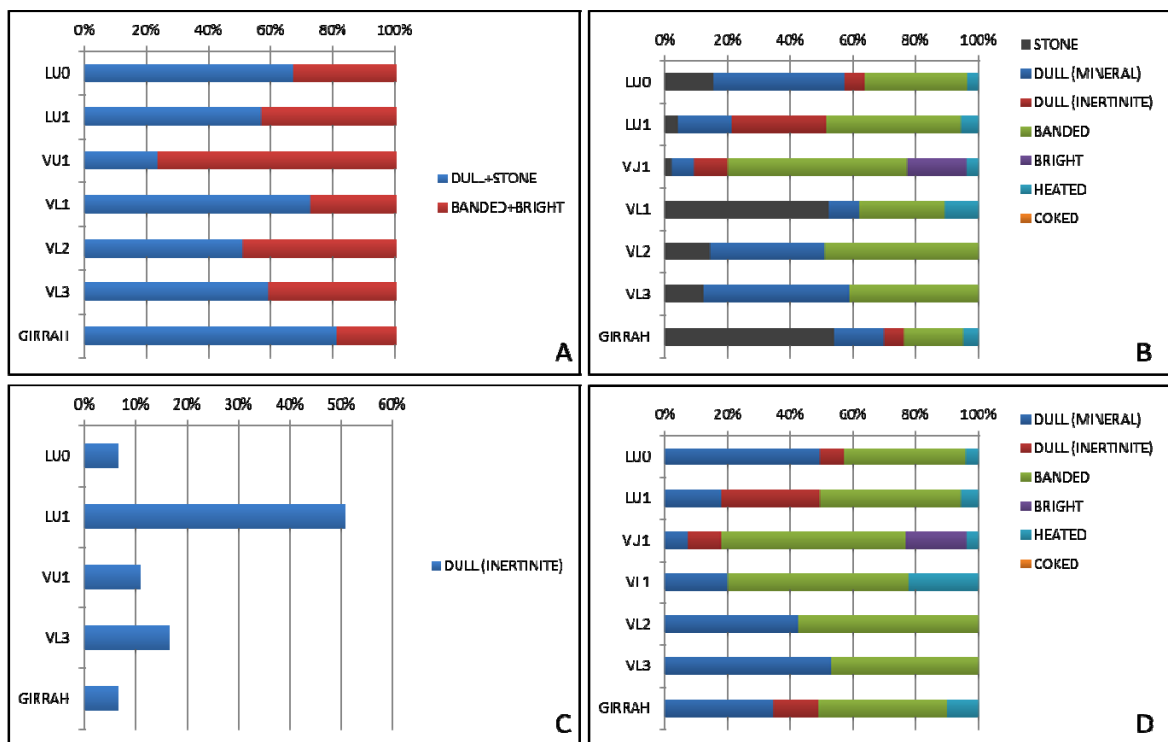 0% 20% 40% 60% 80% 100%
LU0
LU1
VU1
VL1
VL2
VL3
GIRRAH
DULL+STONE
BANDED+BRIGHT
A
0% 20% 40% 60% 80% 100%
LU0
LU1
VU1
VL1
VL2
VL3
GIRRAH
STONE
DULL (MINERAL)
DULL (INERTINITE)
BANDED
BRIGHT
HEATED
COKED
B
0% 10% 20% 30% 40% 50% 60%
LU0
LU1
VU1
VL3
GIRRAH
DULL (INERTINITE)
C
0% 20% 40% 60% 80% 100%
LU0
LU1
VU1
VL1
VL2
VL3
GIRRAH
DULL (MINERAL)
DULL (INERTINITE)
BANDED
BRIGHT
HEATED
COKED
D